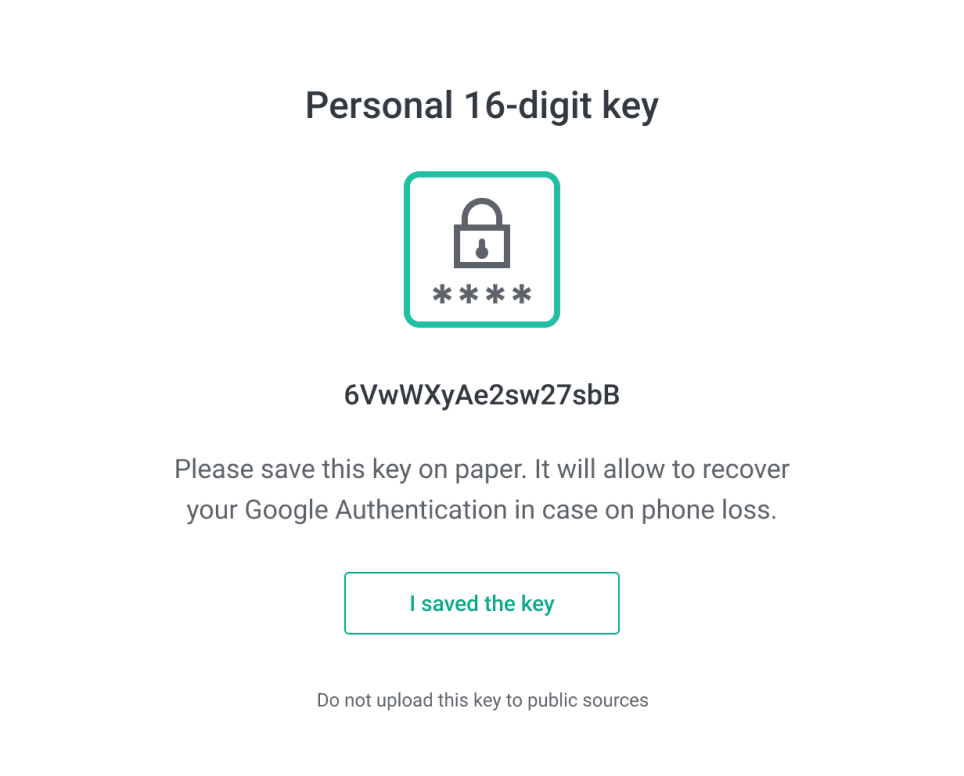 Personal 16-digit key
****
6VwWXyAe2sw27sbB
Please save this key on paper. It will allow to recover
your Google Authentication in case on phone loss.
I saved the key
Do not upload this key to public sources